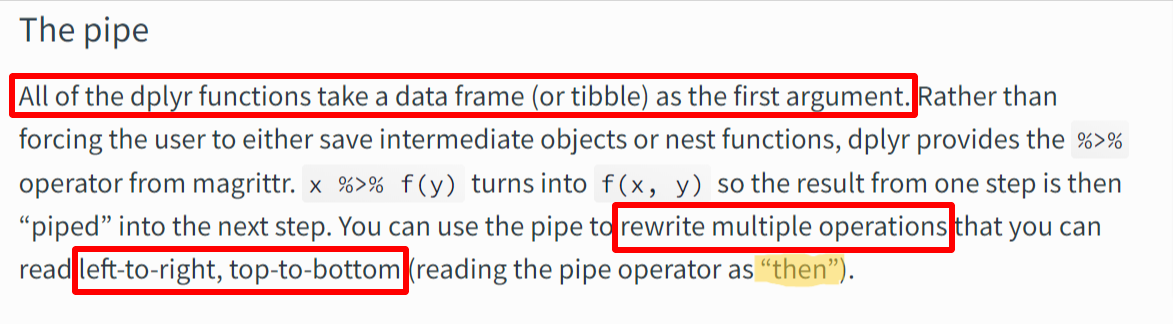 The pipe
All of the dplyr functions take a data frame (or tibble) as the first argument. Rather than
forcing the user to either save intermediate objects or nest functions, dplyr provides the %>%
operator from magrittr. x %>% f(y) turns into f(x, y) so the result from one step is then
“piped” into the next step. You can use the pipe to rewrite multiple operations that you can
read left-to-right, top-to-bottom (reading the pipe operator as “then”).